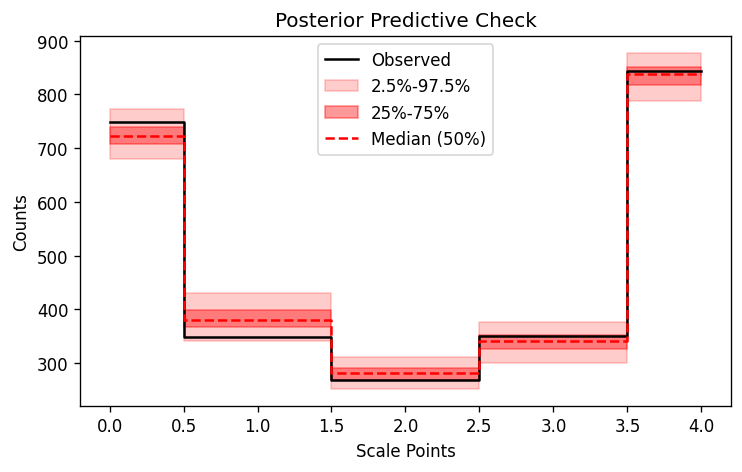 Posterior Predictive Check
Observed
2.5%-97.5%
25%-75%
Median (50%)
Counts
900
800
700
600
500
400
300
0.0 0.5 1.0 1.5 2.0 2.5 3.0 3.5 4.0
Scale Points